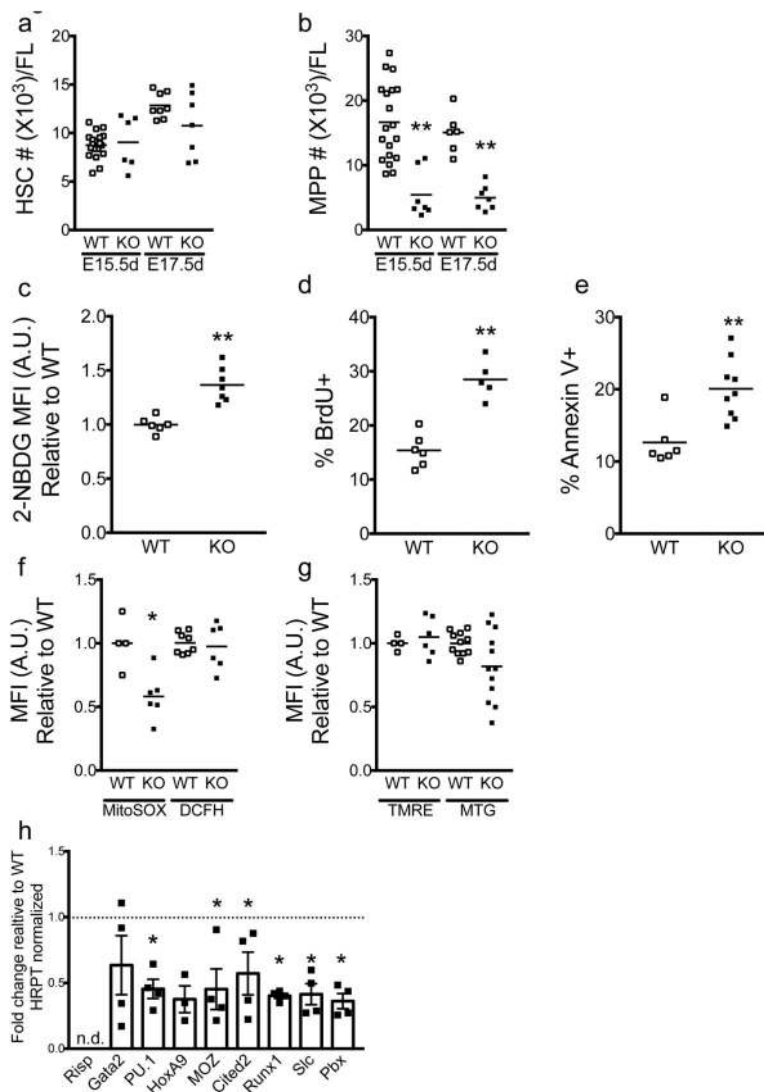 a
HSC # (X10³)/FL
20
15
10
5
0
WT KO WT KO
E15.5d E17.5d
b
MPP # (X10³)/FL
30
20
10
0
**
**
WT KO WT KO
E15.5d E17.5d
c
2-NBDG MFI (A.U.)
Relative to WT
2.0
1.5
1.0
0.5
0.0
**
WT KO
d
% BrdU+
40
30
20
10
0
**
WT KO
e
% Annexin V+
30
20
10
0
**
WT KO
f
MFI (A.U.)
Relative to WT
1.5
1.0
0.5
0.0
*
WT KO WT KO
MitoSOX DCFH
g
MFI (A.U.)
Relative to WT
1.5
1.0
0.5
0.0
WT KO WT KO
TMRE MTG
h
Fold change realtive to WT
HRPT normalized
1.5
1.0
0.5
0.0
n.d.
* * * * * *
Risp Gata2 PU.1 HoxA9 MOZ Cited2 Runx1 Slc Pbx